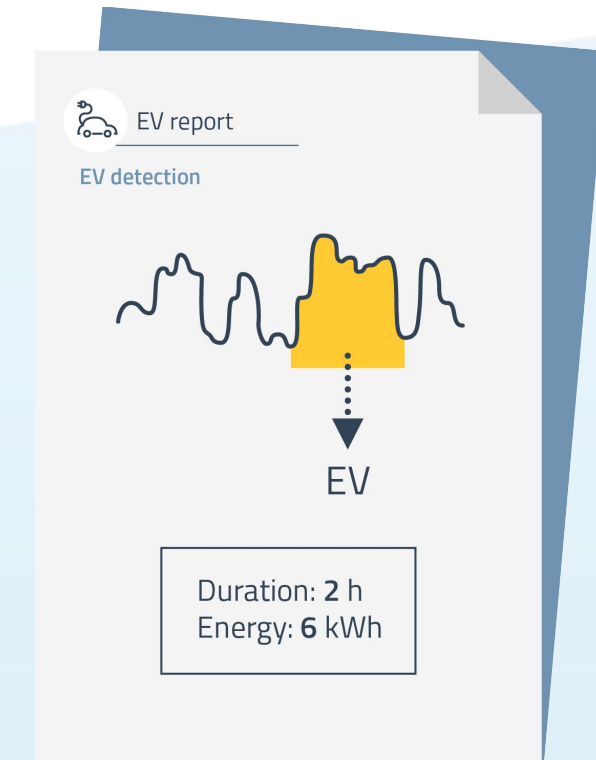 EV report
EV detection
EV
Duration: 2 h
Energy: 6 kWh